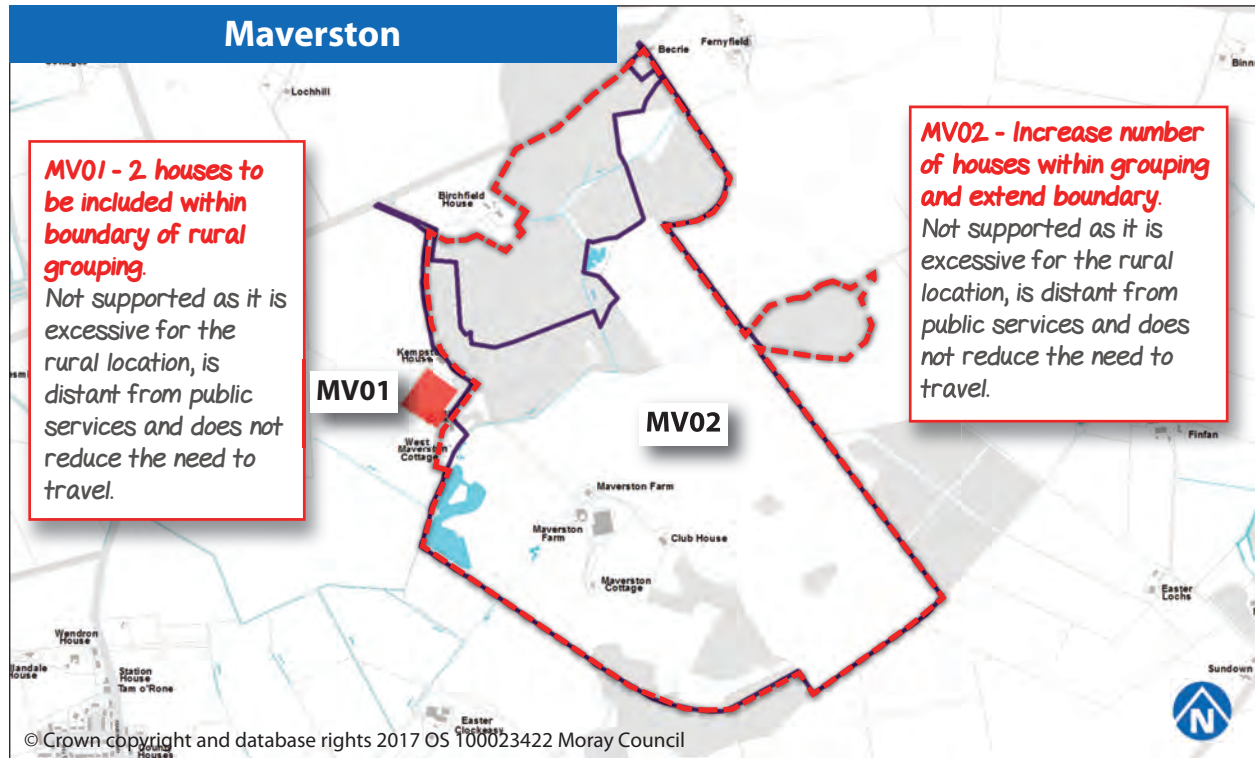 Maverston
Becrie
Fernyfield
Lochhill
MV01 - 2 houses to
be included within
boundary of rural
grouping.
Not supported as it is
excessive for the
rural location, is
distant from public
services and does not
reduce the need to
travel.
MV02 - Increase number
of houses within grouping
and extend boundary.
Not supported as it is
excessive for the rural
location, is distant from
public services and does
not reduce the need to
travel.
Birchfield
House
House
MV01
MV02
West
Maverston
Cottage
Finfan
Maverston Farm
Maverston
Farm
Club House
Maverston
Cottage
Easter
Lochs
Wendron
House
House
Station
House
Tam o'Rone
Sundown
Easter
Clockeasy
Houses
N
© Crown copyright and database rights 2017 OS 100023422 Moray Council